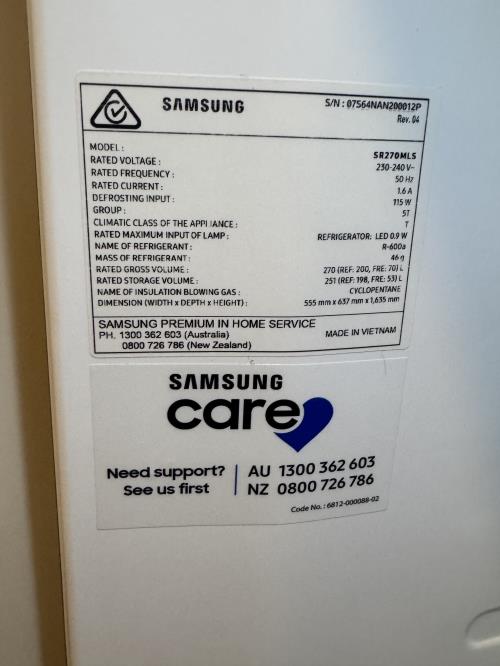 SAMSUNG S/N : 07564NAN200012P
Rev. 04
MODEL : SR270MLS
RATED VOLTAGE : 230-240 V~
RATED FREQUENCY : 50 Hz
RATED CURRENT : 1.6 A
DEFROSTING INPUT : 115 W
GROUP : 5T
CLIMATIC CLASS OF THE APPLIANCE : T
RATED MAXIMUM INPUT OF LAMP : REFRIGERATOR: LED 0.9 W
NAME OF REFRIGERANT : R-600a
MASS OF REFRIGERANT : 46 g
RATED GROSS VOLUME : 270 (REF: 200, FRE: 70) L
RATED STORAGE VOLUME : 251 (REF: 198, FRE: 53) L
NAME OF INSULATION BLOWING GAS : CYCLOPENTANE
DIMENSION (WIDTH x DEPTH x HEIGHT) : 555 mm x 637 mm x 1,635 mm
SAMSUNG PREMIUM IN HOME SERVICE
PH. 1300 362 603 (Australia) MADE IN VIETNAM
0800 726 786 (New Zealand)
SAMSUNG
care
Need support? AU 1300 362 603
See us first NZ 0800 726 786
Code No. : 6812-000088-02